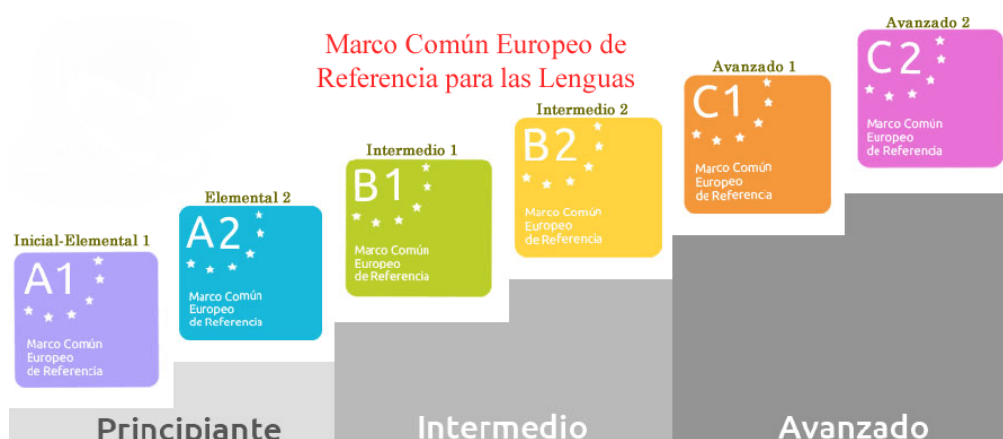 Marco Común Europeo de
Referencia para las Lenguas
Inicial-Elemental 1
A1
Marco Común
Europeo
de Referencia
Elemental 2
A2
Marco Común
Europeo
de Referencia
Intermedio 1
B1
Marco Común
Europeo
de Referencia
Intermedio 2
B2
Marco Común
Europeo
de Referencia
Avanzado 1
C1
Marco Común
Europeo
de Referencia
Avanzado 2
C2
Marco Común
Europeo
de Referencia
Principiante
Intermedio
Avanzado